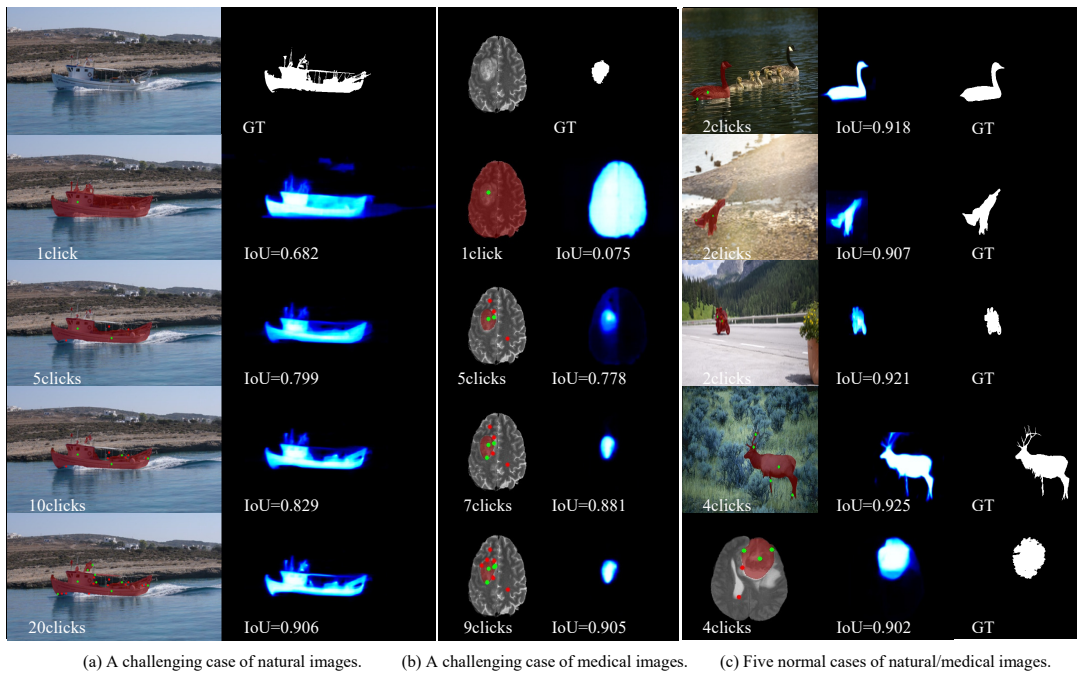 GT
1click
IoU=0.682
5clicks
IoU=0.799
10clicks
IoU=0.829
20clicks
IoU=0.906
(a) A challenging case of natural images.
GT
1click
IoU=0.075
5clicks
IoU=0.778
7clicks
IoU=0.881
9clicks
IoU=0.905
(b) A challenging case of medical images.
2clicks
IoU=0.918
GT
2clicks
IoU=0.907
GT
2clicks
IoU=0.921
GT
4clicks
IoU=0.925
GT
4clicks
IoU=0.902
GT
(c) Five normal cases of natural/medical images.